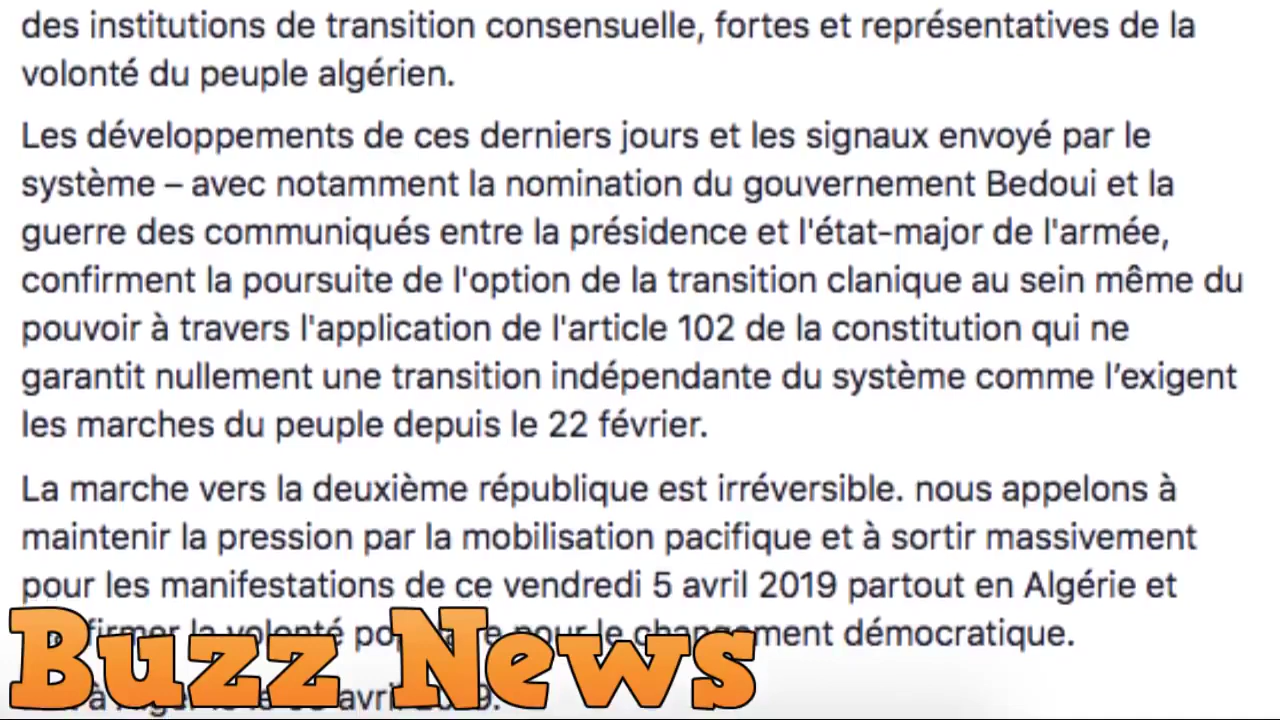 des institutions de transition consensuelle, fortes et représentatives de la
volonté du peuple algérien.
Les développements de ces derniers jours et les signaux envoyé par le
système – avec notamment la nomination du gouvernement Bedoui et la
guerre des communiqués entre la présidence et l'état-major de l'armée,
confirment la poursuite de l'option de la transition clanique au sein même du
pouvoir à travers l'application de l'article 102 de la constitution qui ne
garantit nullement une transition indépendante du système comme l’exigent
les marches du peuple depuis le 22 février.
La marche vers la deuxième république est irréversible. nous appelons à
maintenir la pression par la mobilisation pacifique et à sortir massivement
pour les manifestations de ce vendredi 5 avril 2019 partout en Algérie et
la volonté pour le démocratique.
à avril
Buzz News